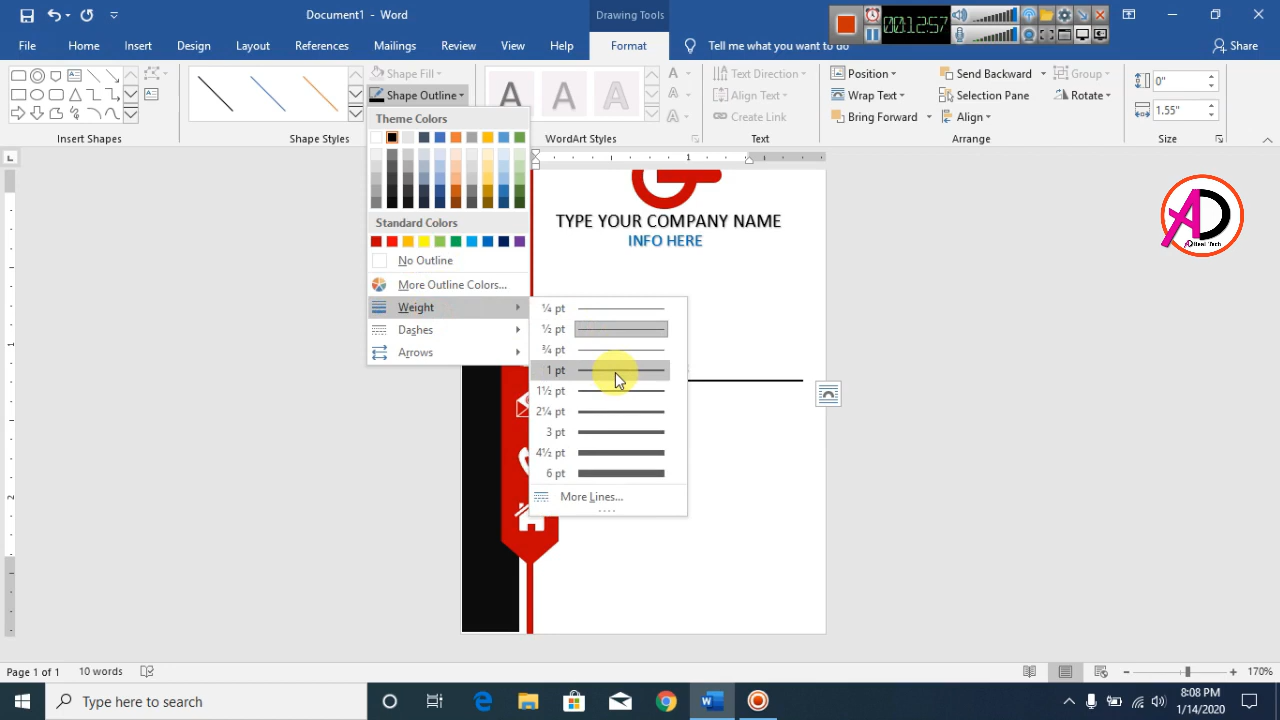 Document1 - Word
Drawing Tools
00:12:57
File
Home
Insert
Design
Layout
References
Mailings
Review
View
Help
Format
Tell me what you want to do
Share
Shape Fill
Shape Outline
Text Direction
Align Text
Create Link
Position
Wrap Text
Bring Forward
Send Backward
Selection Pane
Align
Group
Rotate
0"
1.55"
Insert Shapes
Shape Styles
WordArt Styles
Text
Arrange
Size
Theme Colors
Standard Colors
No Outline
More Outline Colors...
Weight
Dashes
Arrows
¼ pt
½ pt
¾ pt
1 pt
1½ pt
2¼ pt
3 pt
4½ pt
6 pt
More Lines...
TYPE YOUR COMPANY NAME
INFO HERE
Page 1 of 1
10 words
170%
Type here to search
8:08 PM
1/14/2020